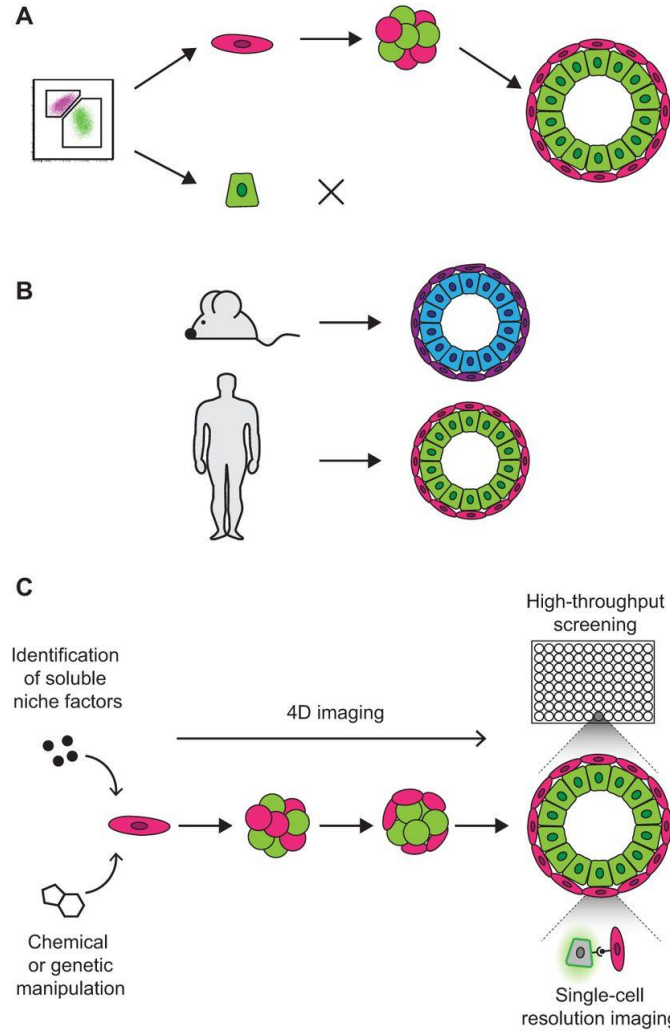 A
B
C
High-throughput
screening
Identification
of soluble
niche factors
4D imaging
Chemical
or genetic
manipulation
Single-cell
resolution imaging